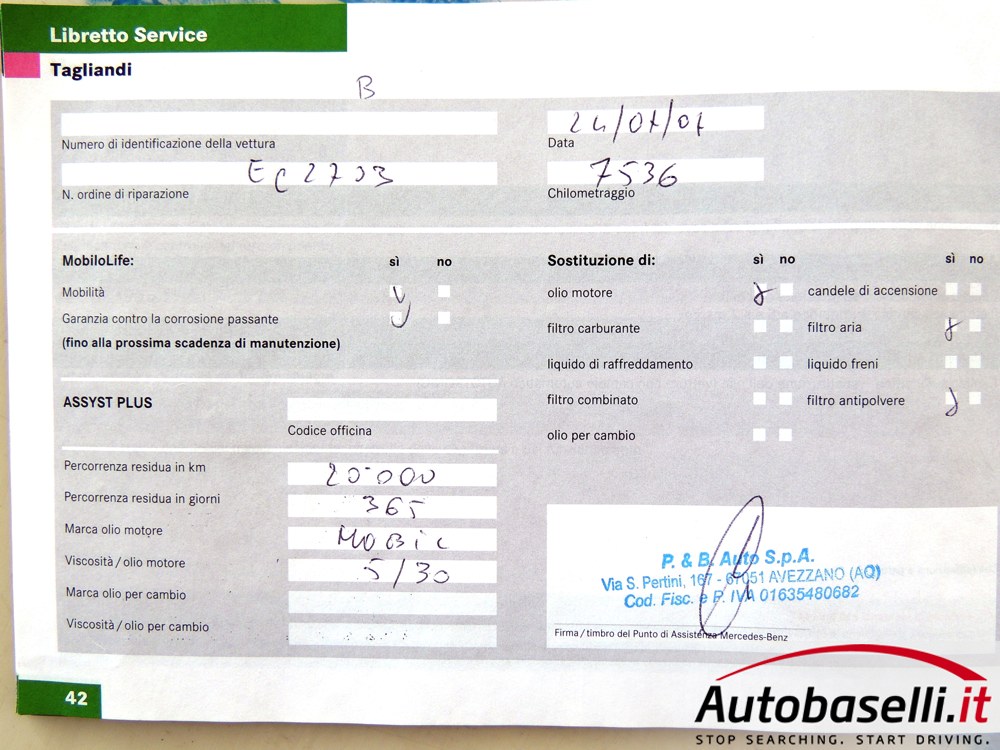 Libretto Service
Tagliandi
B
Numero di identificazione della vettura
24/07/07
Data
EC2703
N. ordine di riparazione
7536
Chilometraggio
MobiloLife: sì no
Mobilità
Garanzia contro la corrosione passante
(fino alla prossima scadenza di manutenzione)
Sostituzione di: sì no sì no
olio motore candele di accensione
filtro carburante filtro aria
liquido di raffreddamento liquido freni
filtro combinato filtro antipolvere
olio per cambio
ASSYST PLUS
Codice officina
Percorrenza residua in km 20000
Percorrenza residua in giorni 365
Marca olio motore MOBIL
Viscosità/olio motore 5/30
Marca olio per cambio
Viscosità/olio per cambio
P. & B. Auto S.p.A.
Via S. Pertini, 167 - 67051 AVEZZANO (AQ)
Cod. Fisc. e P. IVA 01635480682
Firma/timbro del Punto di Assistenza Mercedes-Benz
42
Autobaselli.it
STOP SEARCHING. START DRIVING.